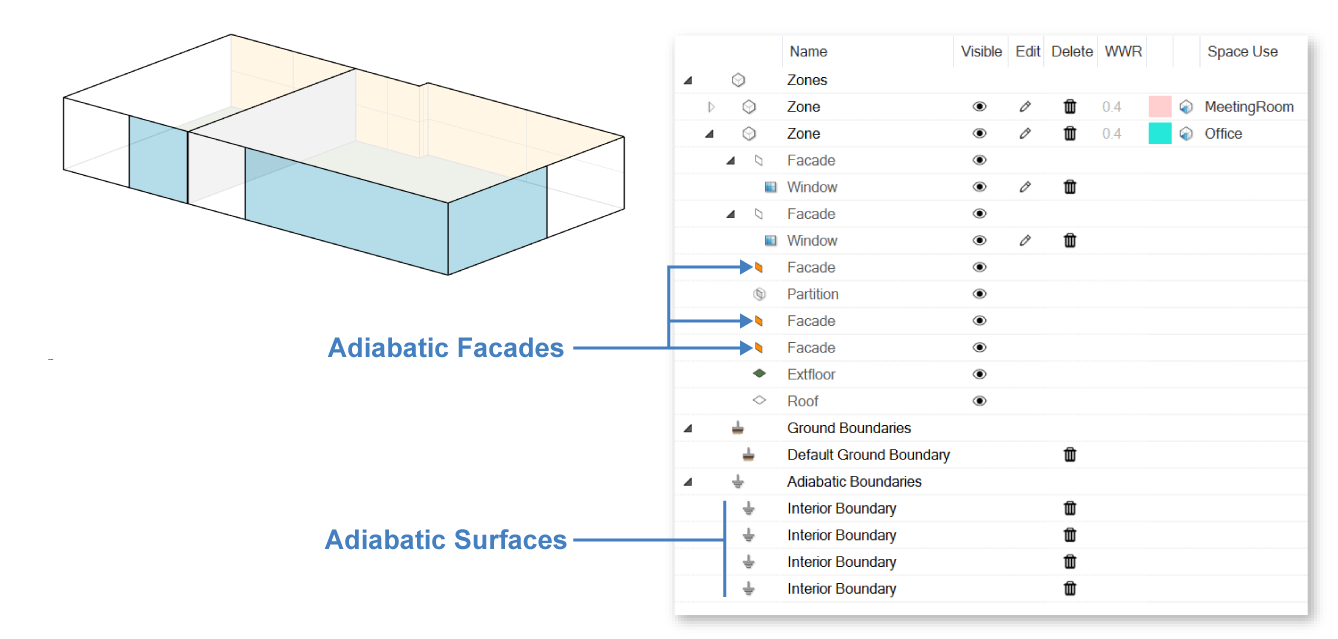 Name Visible Edit Delete WWR Space Use
Zones
Zone 0.4 MeetingRoom
Zone 0.4 Office
Facade
Window
Facade
Window
Facade
Partition
Facade
Adiabatic Facades
Facade
Extfloor
Roof
Ground Boundaries
Default Ground Boundary
Adiabatic Boundaries
Interior Boundary
Interior Boundary
Adiabatic Surfaces
Interior Boundary
Interior Boundary